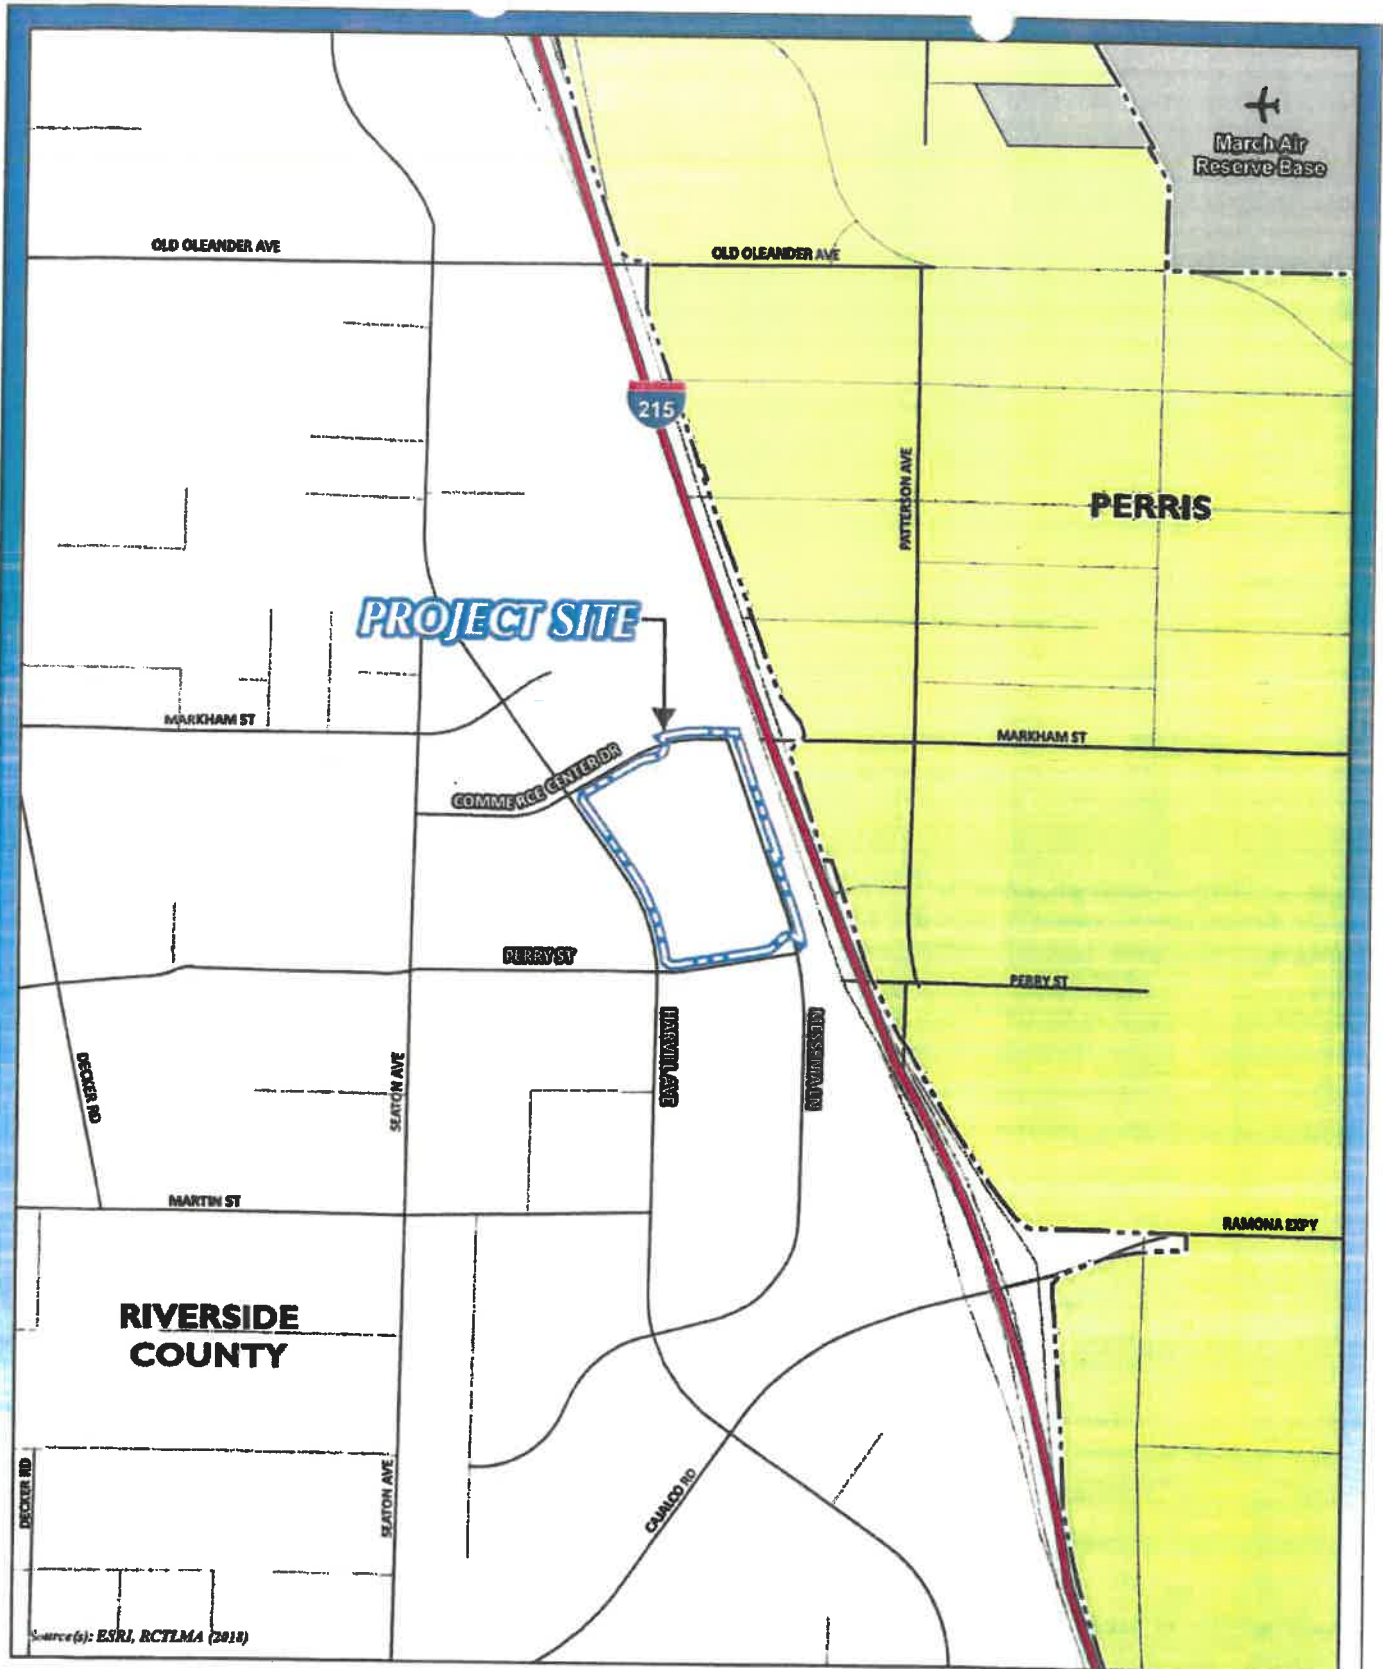 March Air
Reserve Base
OLD OLEANDER AVE
OLD OLEANDER AVE
215
PATTERSON AVE
PERRIS
PROJECT SITE
MARKHAM ST
MARKHAM ST
COMMERCE CENTER DR
PERRY ST
PERRY ST
DECKER RD
SEATON AVE
HARVILL AVE
MESSENIA LN
MARTIN ST
RAMONA EXPY
RIVERSIDE
COUNTY
DECKER RD
SEATON AVE
CAJALCO RD
Source(s): ESRI, RCTLMA (2018)